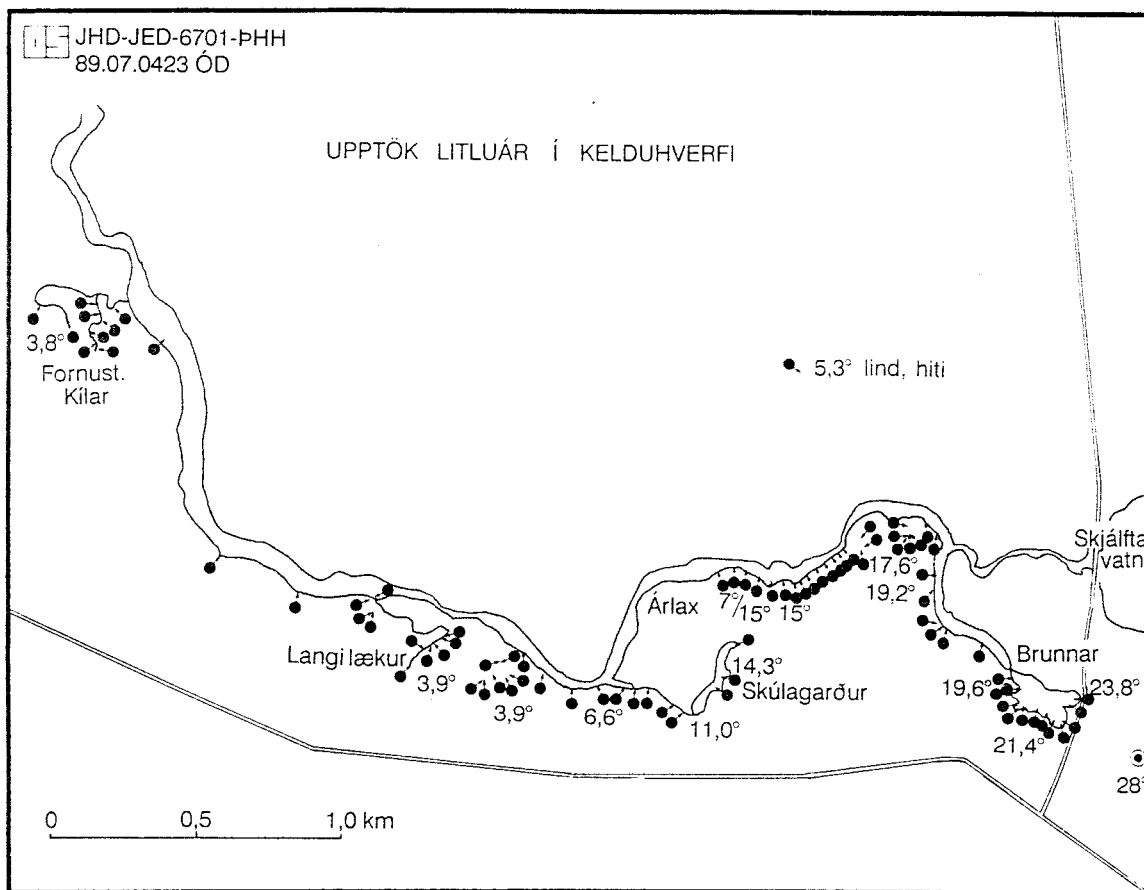 OS JHD-JED-6701-ÞHH
89.07.0423 ÓD
UPPTÖK LITLUÁR Í KELDUHVERFI
3,8°
Fornust.
Kílar
5,3° lind, hiti
Skjálfta
vatn
17,6°
19,2°
7°/15°
15°
Árlax
Langilækur
3,9°
3,9°
6,6°
11,0°
14,3°
Skúlagarður
Brunnar
19,6°
23,8°
21,4°
28°
0 0,5 1,0 km